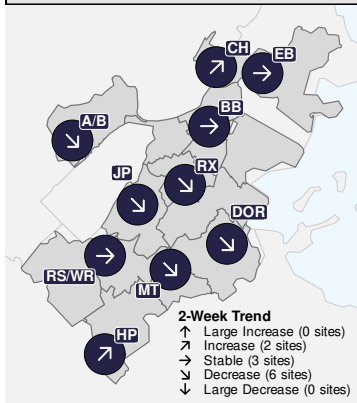 CH
EB
BB
A/B
RX
JP
DOR
RS/WR
MT
HP
2-Week Trend
↑ Large Increase (0 sites)
↗ Increase (2 sites)
→ Stable (3 sites)
↘ Decrease (6 sites)
↓ Large Decrease (0 sites)